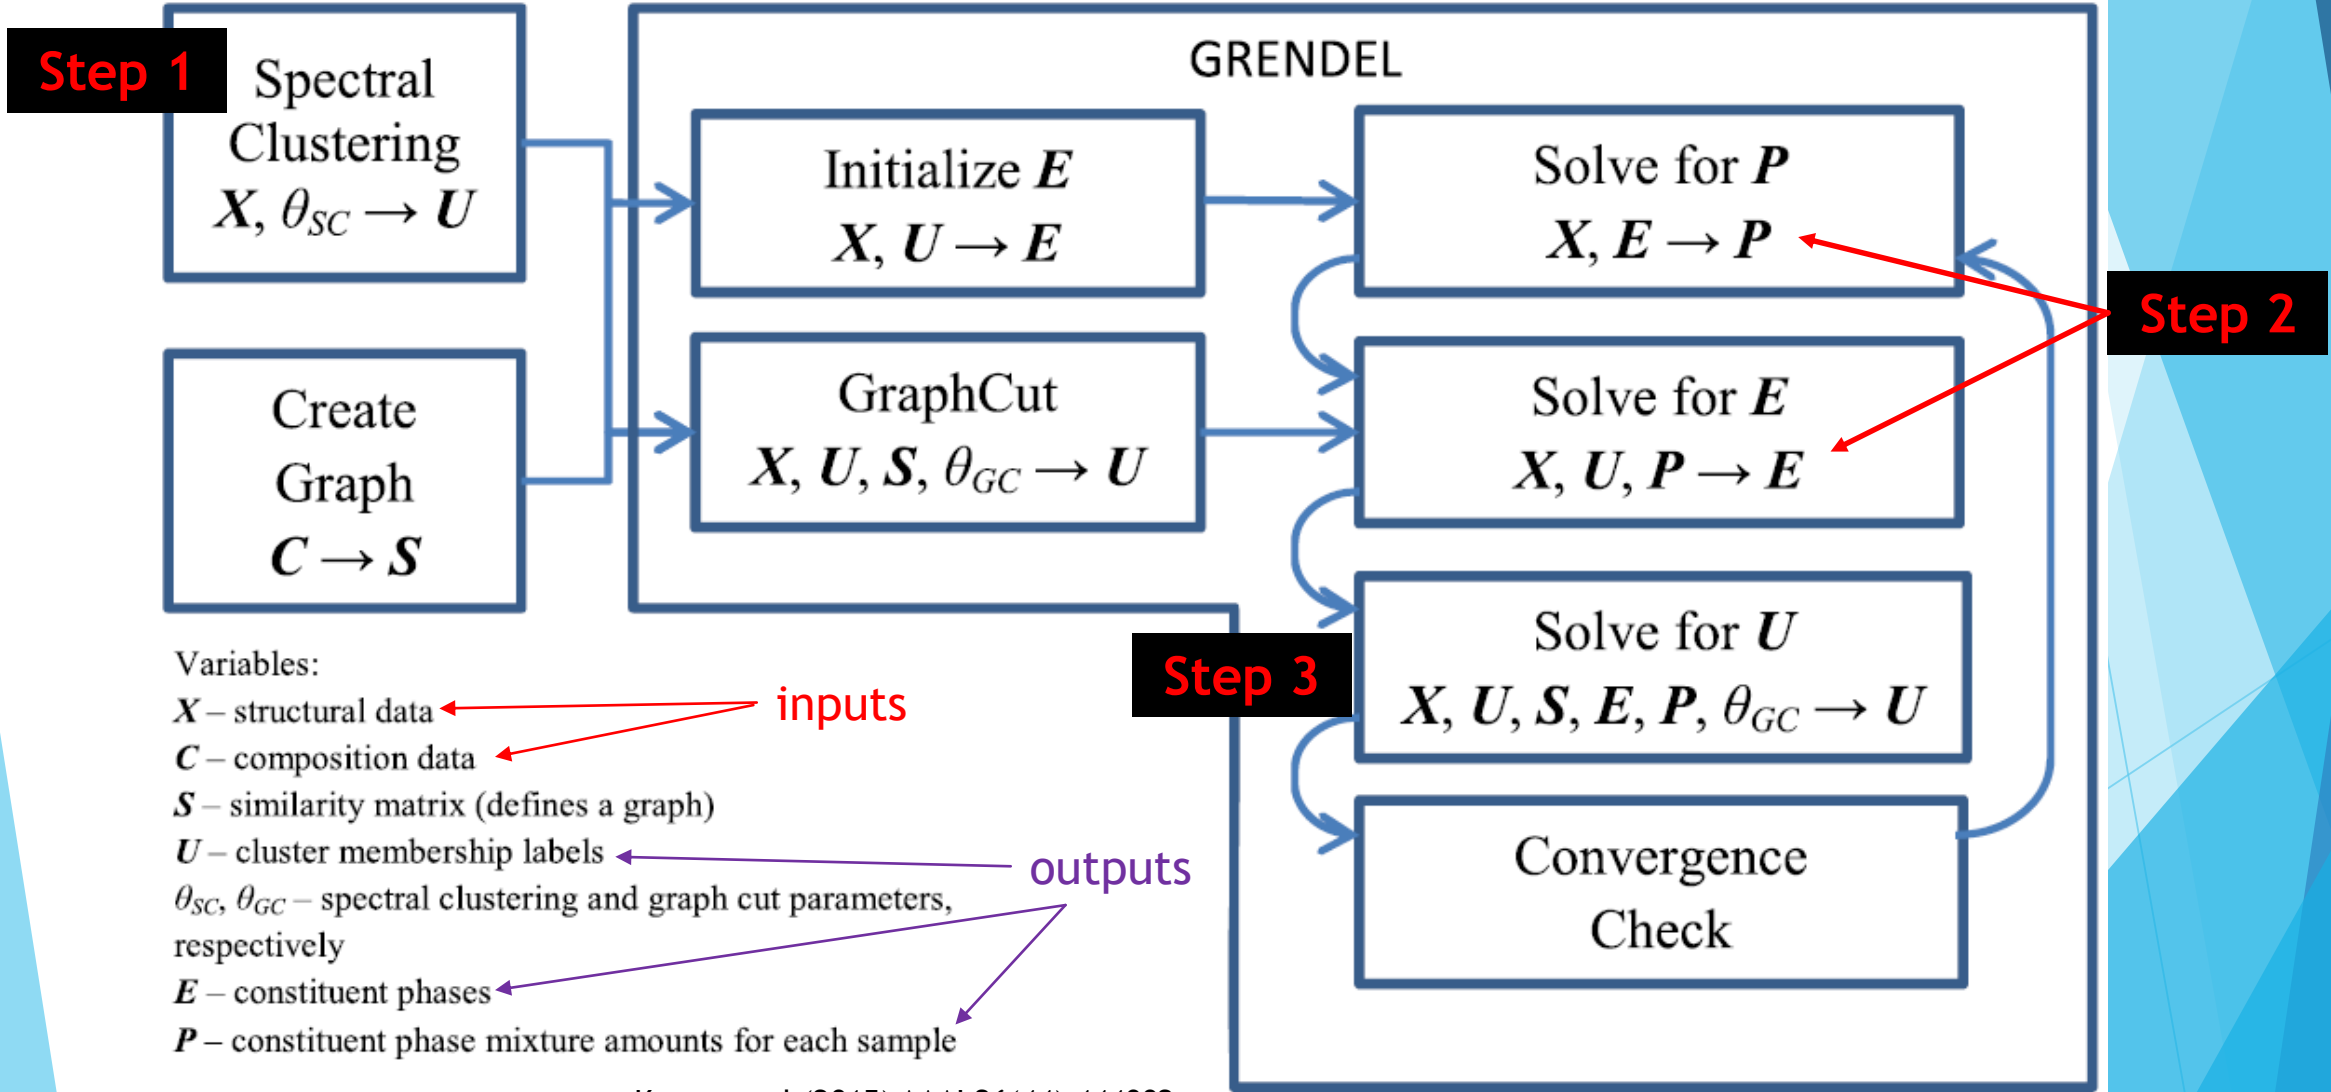 Step 1
Spectral
Clustering
X, θSC → U
Create
Graph
C → S
GRENDEL
Initialize E
X, U → E
GraphCut
X, U, S, θGC → U
Solve for P
X, E → P
Step 2
Solve for E
X, U, P → E
Step 3
Solve for U
X, U, S, E, P, θGC → U
Convergence
Check
Variables:
X – structural data
inputs
C – composition data
S – similarity matrix (defines a graph)
U – cluster membership labels
outputs
θSC, θGC – spectral clustering and graph cut parameters,
respectively
E – constituent phases
P – constituent phase mixture amounts for each sample